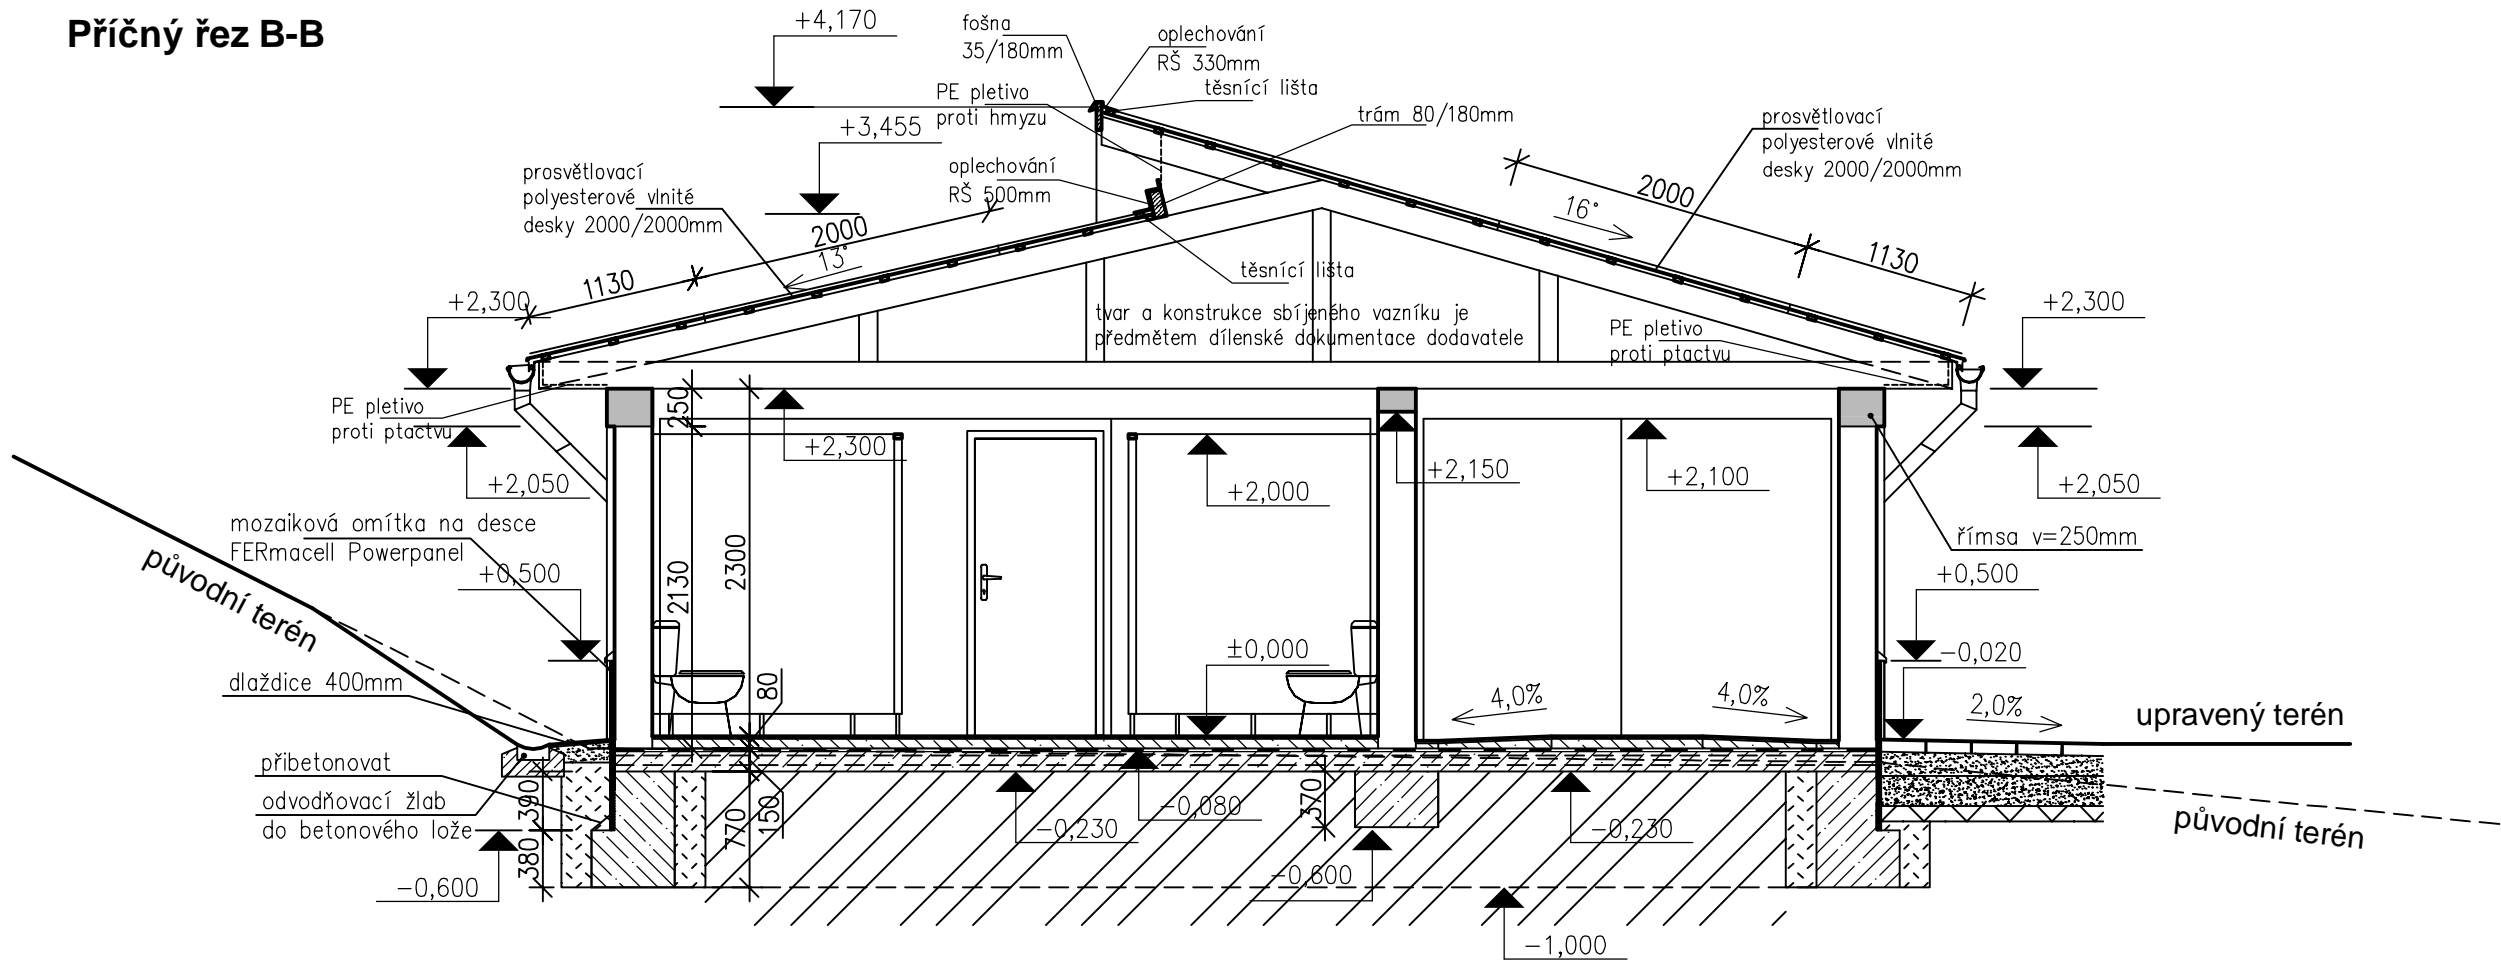 Příčný řez B-B
+4,170
fošna
35/180mm
oplechování
RŠ 330mm
těsnící lišta
PE pletivo
proti hmyzu
trám 80/180mm
+3,455
prosvětlovací
polyesterové vlnité
desky 2000/2000mm
oplechování
RŠ 500mm
prosvětlovací
polyesterové vlnité
desky 2000/2000mm
2000
16°
1130
2000
13°
1130
těsnící lišta
+2,300
+2,300
tvar a konstrukce sbíjeného vazníku je
předmětem dílenské dokumentace dodavatele
PE pletivo
proti ptactvu
PE pletivo
proti ptactvu
250
+2,300
+2,050
+2,000
+2,150
+2,100
+2,050
mozaiková omítka na desce
FERmacell Powerpanel
římsa v=250mm
původní terén
+0,500
2130
2300
+0,500
±0,000
-0,020
dlaždice 400mm
80
4,0%
4,0%
2,0%
upravený terén
přibetonovat
odvodňovací žlab
do betonového lože
390
380
770
150
370
-0,080
-0,230
-0,230
původní terén
-0,600
-0,600
-1,000